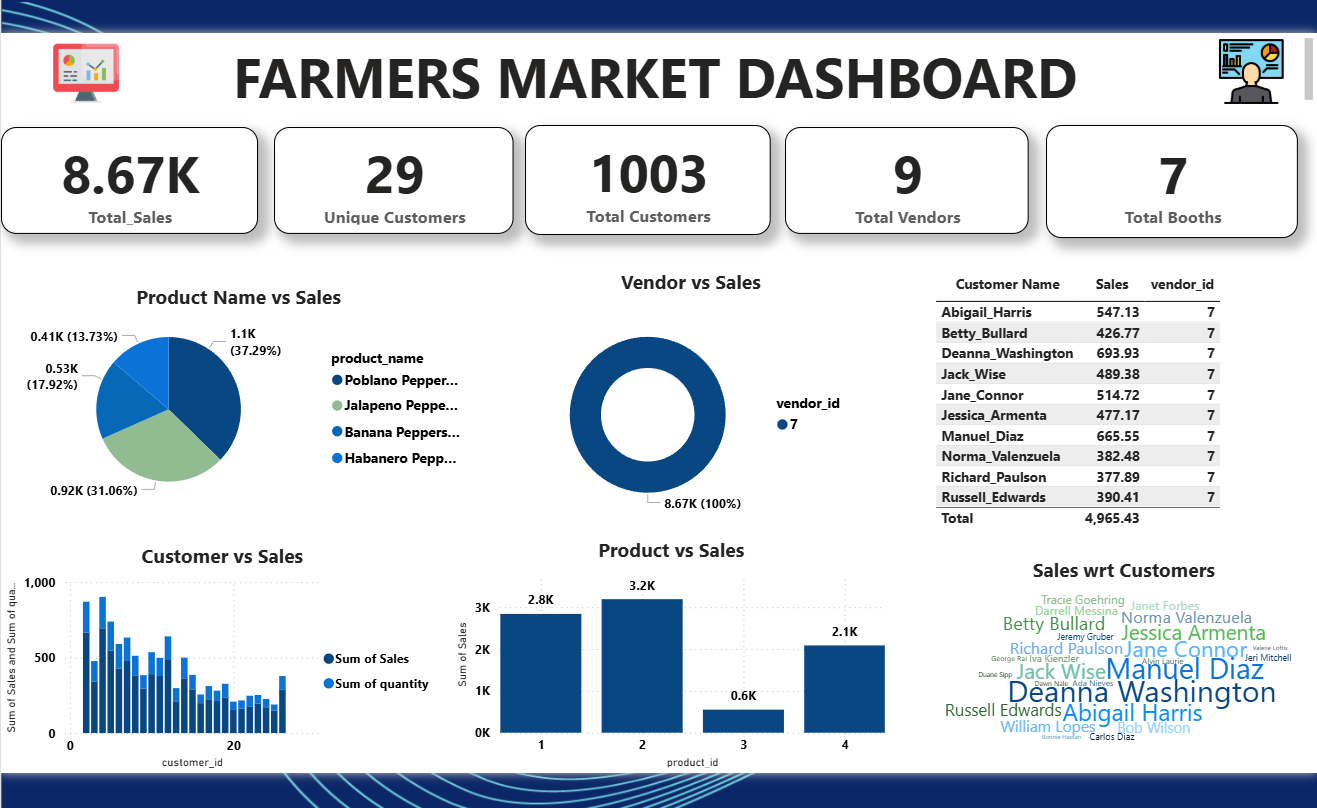 FARMERS MARKET DASHBOARD
8.67K
Total_Sales
29
Unique Customers
1003
Total Customers
9
Total Vendors
7
Total Booths
Product Name vs Sales
0.41K (13.73%)
1.1K
(37.29%)
0.53K
(17.92%)
0.92K (31.06%)
product_name
Poblano Pepper...
Jalapeno Peppe...
Banana Peppers...
Habanero Pepp...
Vendor vs Sales
8.67K (100%)
vendor_id
7
Customer Name Sales vendor_id
Abigail_Harris 547.13 7
Betty_Bullard 426.77 7
Deanna_Washington 693.93 7
Jack_Wise 489.38 7
Jane_Connor 514.72 7
Jessica_Armenta 477.17 7
Manuel_Diaz 665.55 7
Norma_Valenzuela 382.48 7
Richard_Paulson 377.89 7
Russell_Edwards 390.41 7
Total 4,965.43
Customer vs Sales
Sum of Sales and Sum of qua...
1,000
500
0
0 20
customer_id
Sum of Sales
Sum of quantity
Product vs Sales
Sum of Sales
3K
2K
1K
0K
2.8K
3.2K
0.6K
2.1K
1 2 3 4
product_id
Sales wrt Customers
Tracie Goehring
Janet Forbes
Darrell Messina
Norma Valenzuela
Betty Bullard
Jessica Armenta
Jeremy Gruber
Richard Paulson
Jane Connor
Valerie Loftis
George Rai
Iva Kienzler
Alvin Laurie
Jeri Mitchell
Duane Sipp
Jack Wise
Manuel Diaz
Dawn Nale
Ada Nieves
Deanna Washington
Russell Edwards
Abigail Harris
William Lopes
Bob Wilson
Carlos Diaz